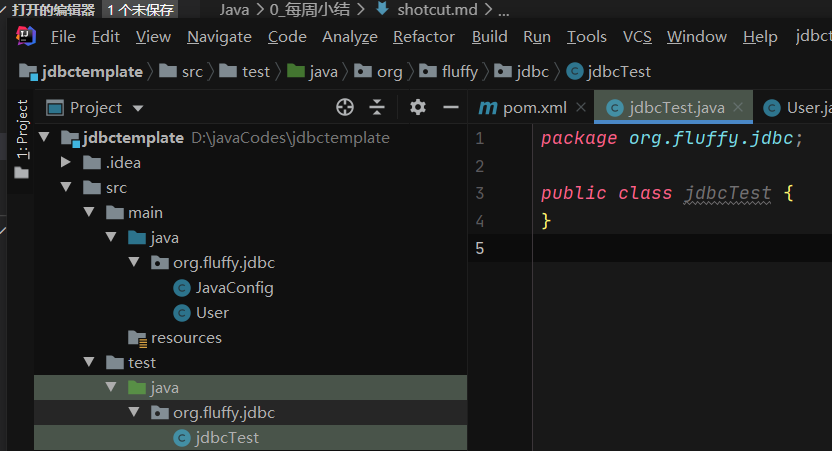 打开的编辑器 1 个未保存
Java 〉 0_每周小结 〉 shotcut.md 〉 ...
File Edit View Navigate Code Analyze Refactor Build Run Tools VCS Window Help jdbct
jdbctemplate 〉 src 〉 test 〉 java 〉 org 〉 fluffy 〉 jdbc 〉 jdbcTest
1: Project
Project
jdbctemplate D:\javaCodes\jdbctemplate
.idea
src
main
java
org.fluffy.jdbc
JavaConfig
User
resources
test
java
org.fluffy.jdbc
jdbcTest
pom.xml jdbcTest.java User.ja
1 package org.fluffy.jdbc;
2
3 public class jdbcTest {
4 }
5